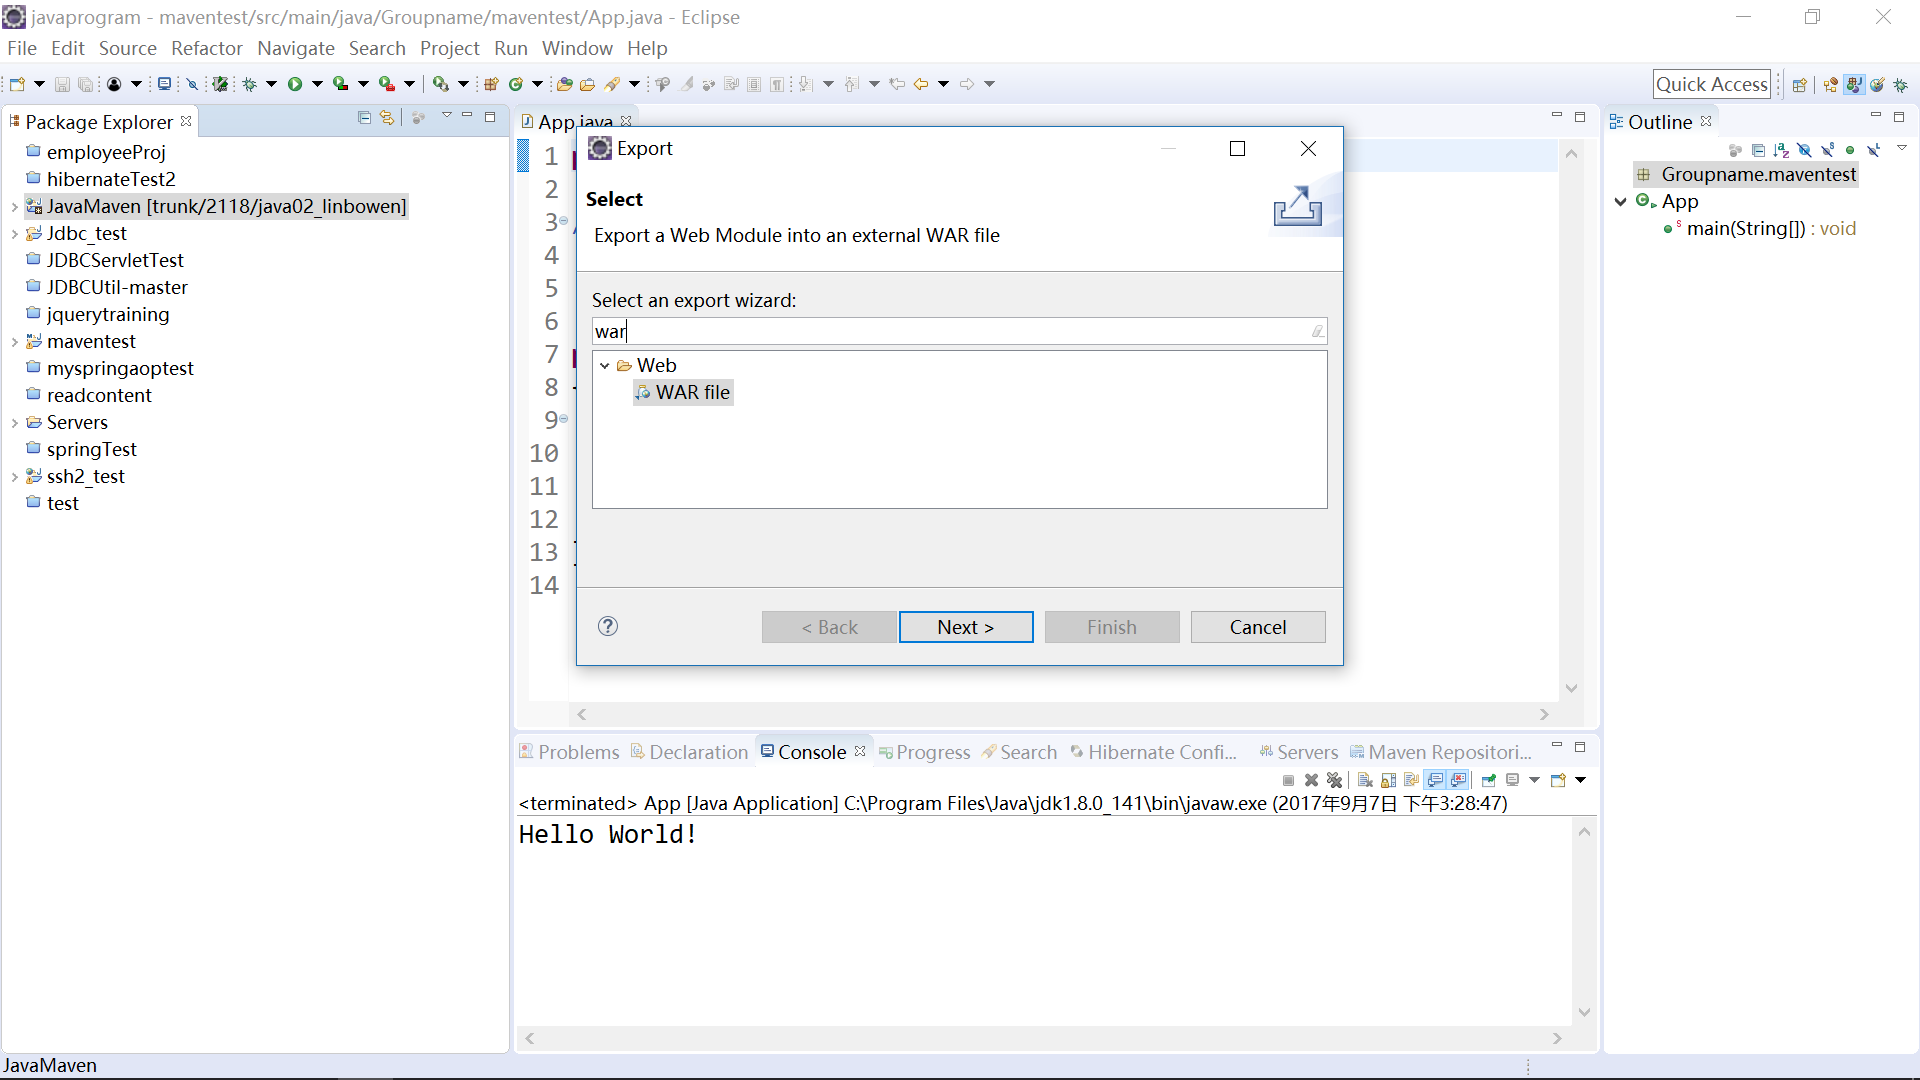 javaprogram - maventest/src/main/java/Groupname/maventest/App.java - Eclipse
File Edit Source Refactor Navigate Search Project Run Window Help
Quick Access
Package Explorer
employeeProj
hibernateTest2
JavaMaven [trunk/2118/java02_linbowen]
Jdbc_test
JDBCServletTest
JDBCUtil-master
jquerytraining
maventest
myspringaoptest
readcontent
Servers
springTest
ssh2_test
test
App.java
1
2
3
4
5
6
7
8
9
10
11
12
13
14
Export
Select
Export a Web Module into an external WAR file
Select an export wizard:
war
Web
WAR file
< Back Next > Finish Cancel
Outline
Groupname.maventest
App
main(String[]) : void
Problems Declaration Console Progress Search Hibernate Confi... Servers Maven Repositori...
<terminated> App [Java Application] C:\Program Files\Java\jdk1.8.0_141\bin\javaw.exe (2017年9月7日 下午3:28:47)
Hello World!
JavaMaven